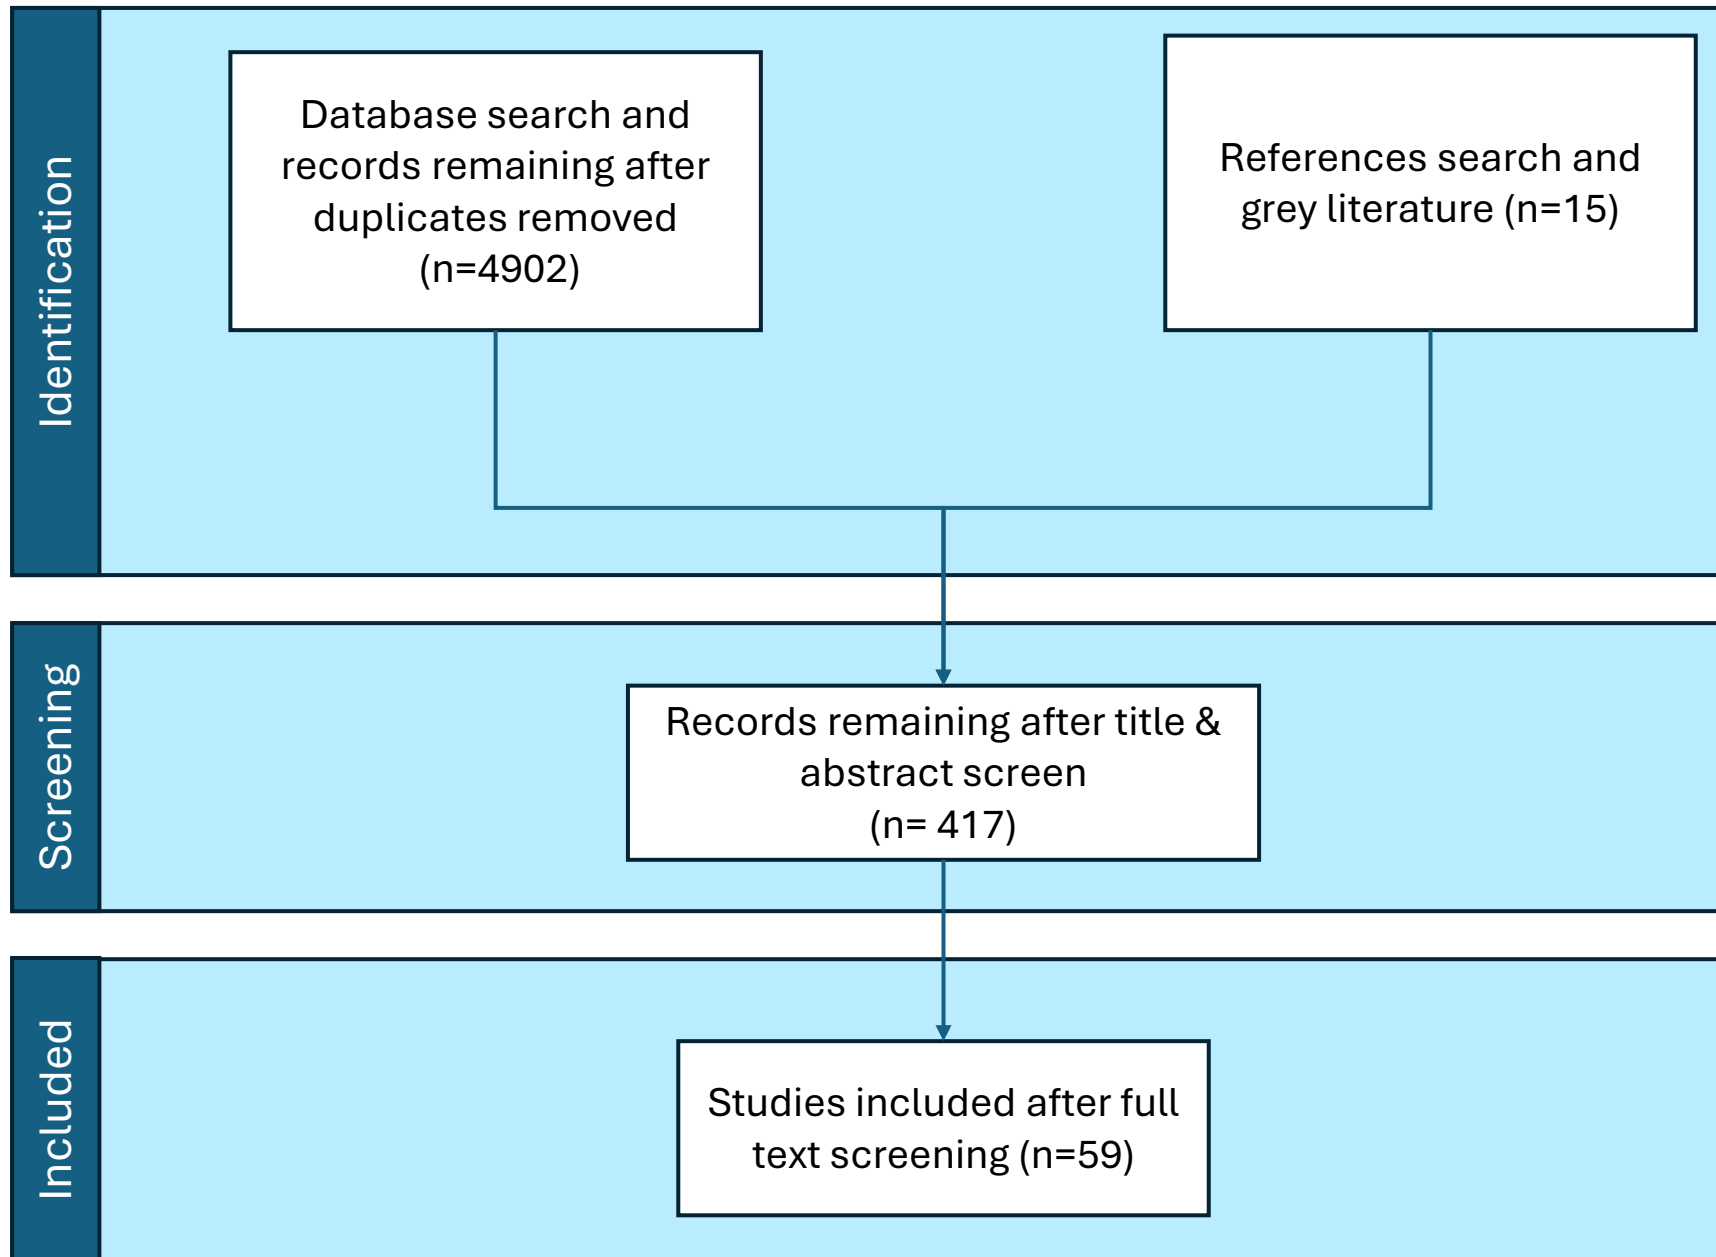 Identification
Database search and
records remaining after
duplicates removed
(n=4902)
References search and
grey literature (n=15)
Screening
Records remaining after title &
abstract screen
(n= 417)
Included
Studies included after full
text screening (n=59)